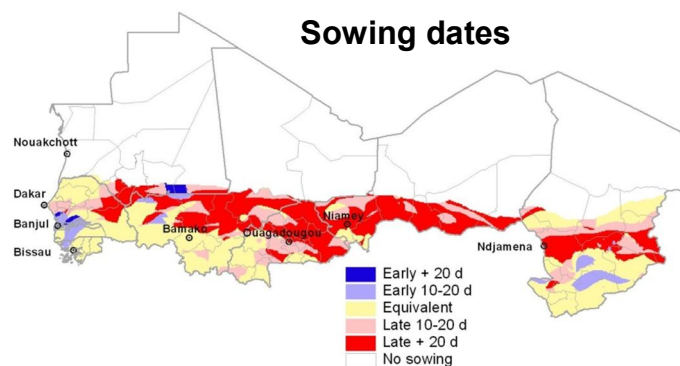 Sowing dates
Nouakchott
Dakar
Banjul
Bissau
Bamako
Ouagadougou
Niamey
Ndjamena
Early + 20 d
Early 10-20 d
Equivalent
Late 10-20 d
Late + 20 d
No sowing